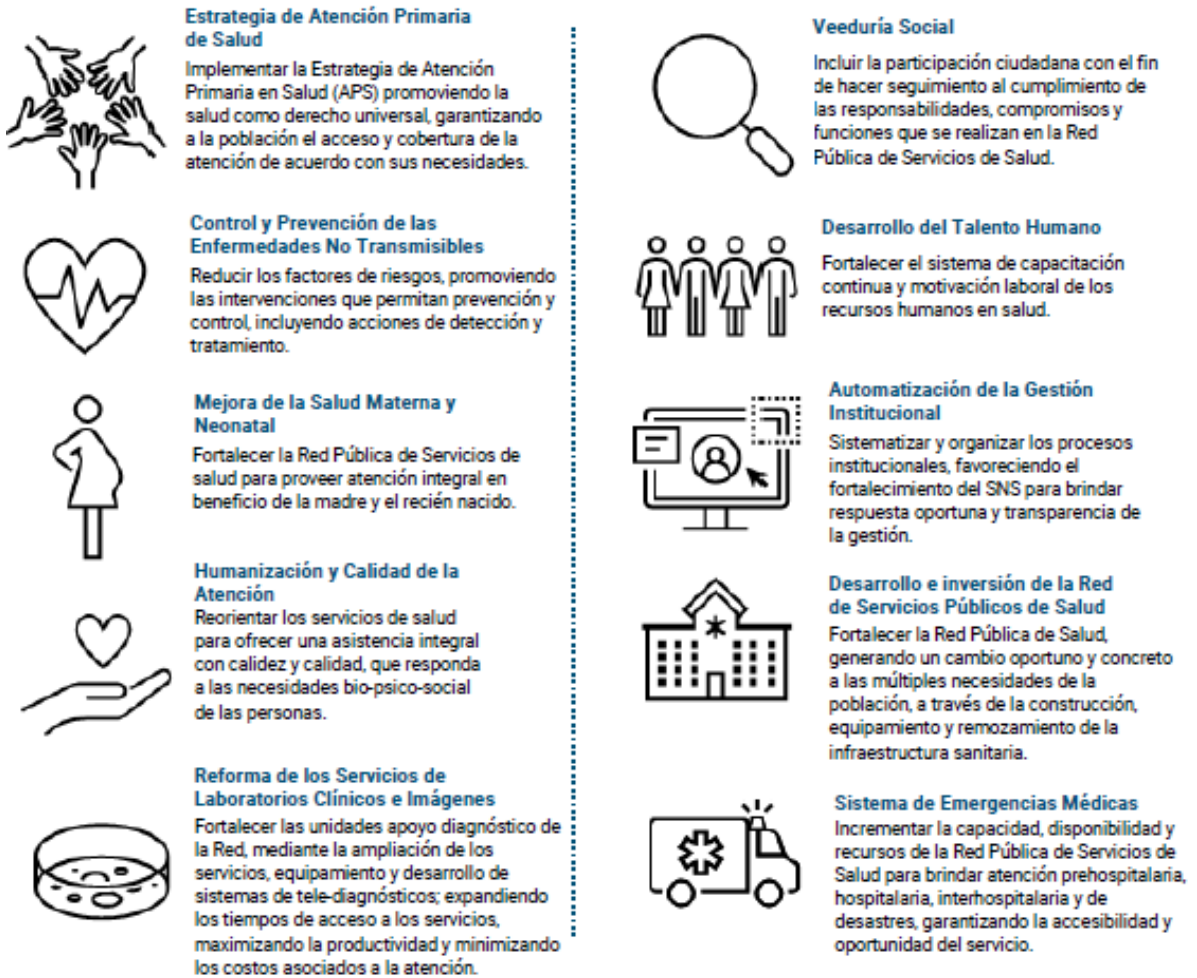 Estrategia de Atención Primaria
de Salud
Implementar la Estrategia de Atención
Primaria en Salud (APS) promoviendo la
salud como derecho universal, garantizando
a la población el acceso y cobertura de la
atención de acuerdo con sus necesidades.
Control y Prevención de las
Enfermedades No Transmisibles
Reducir los factores de riesgos, promoviendo
las intervenciones que permitan prevención y
control, incluyendo acciones de detección y
tratamiento.
Mejora de la Salud Materna y
Neonatal
Fortalecer la Red Pública de Servicios de
salud para proveer atención integral en
beneficio de la madre y el recién nacido.
Humanización y Calidad de la
Atención
Reorientar los servicios de salud
para ofrecer una asistencia integral
con calidez y calidad, que responda
a las necesidades bio-psico-social
de las personas.
Reforma de los Servicios de
Laboratorios Clínicos e Imágenes
Fortalecer las unidades apoyo diagnóstico de
la Red, mediante la ampliación de los
servicios, equipamiento y desarrollo de
sistemas de tele-diagnósticos; expandiendo
los tiempos de acceso a los servicios,
maximizando la productividad y minimizando
los costos asociados a la atención.
Veeduría Social
Incluir la participación ciudadana con el fin
de hacer seguimiento al cumplimiento de
las responsabilidades, compromisos y
funciones que se realizan en la Red
Pública de Servicios de Salud.
Desarrollo del Talento Humano
Fortalecer el sistema de capacitación
continua y motivación laboral de los
recursos humanos en salud.
Automatización de la Gestión
Institucional
Sistematizar y organizar los procesos
institucionales, favoreciendo el
fortalecimiento del SNS para brindar
respuesta oportuna y transparencia de
la gestión.
Desarrollo e inversión de la Red
de Servicios Públicos de Salud
Fortalecer la Red Pública de Salud,
generando un cambio oportuno y concreto
a las múltiples necesidades de la
población, a través de la construcción,
equipamiento y remozamiento de la
infraestructura sanitaria.
Sistema de Emergencias Médicas
Incrementar la capacidad, disponibilidad y
recursos de la Red Pública de Servicios de
Salud para brindar atención prehospitalaria,
hospitalaria, interhospitalaria y de
desastres, garantizando la accesibilidad y
oportunidad del servicio.